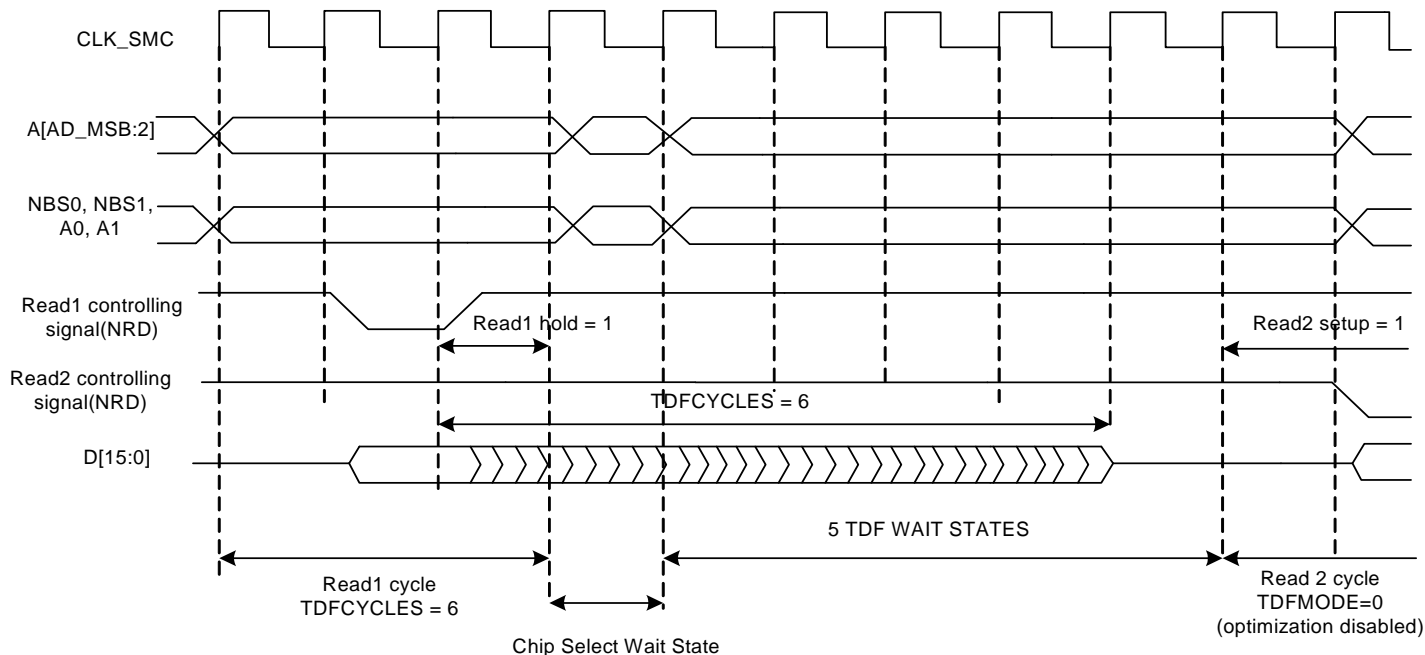 CLK_SMC
A[AD_MSB:2]
NBS0, NBS1,
A0, A1
Read1 controlling
signal(NRD)
Read1 hold = 1
Read2 setup = 1
Read2 controlling
signal(NRD)
TDFCYCLES = 6
D[15:0]
5 TDF WAIT STATES
Read1 cycle
TDFCYCLES = 6
Chip Select Wait State
Read 2 cycle
TDFMODE=0
(optimization disabled)